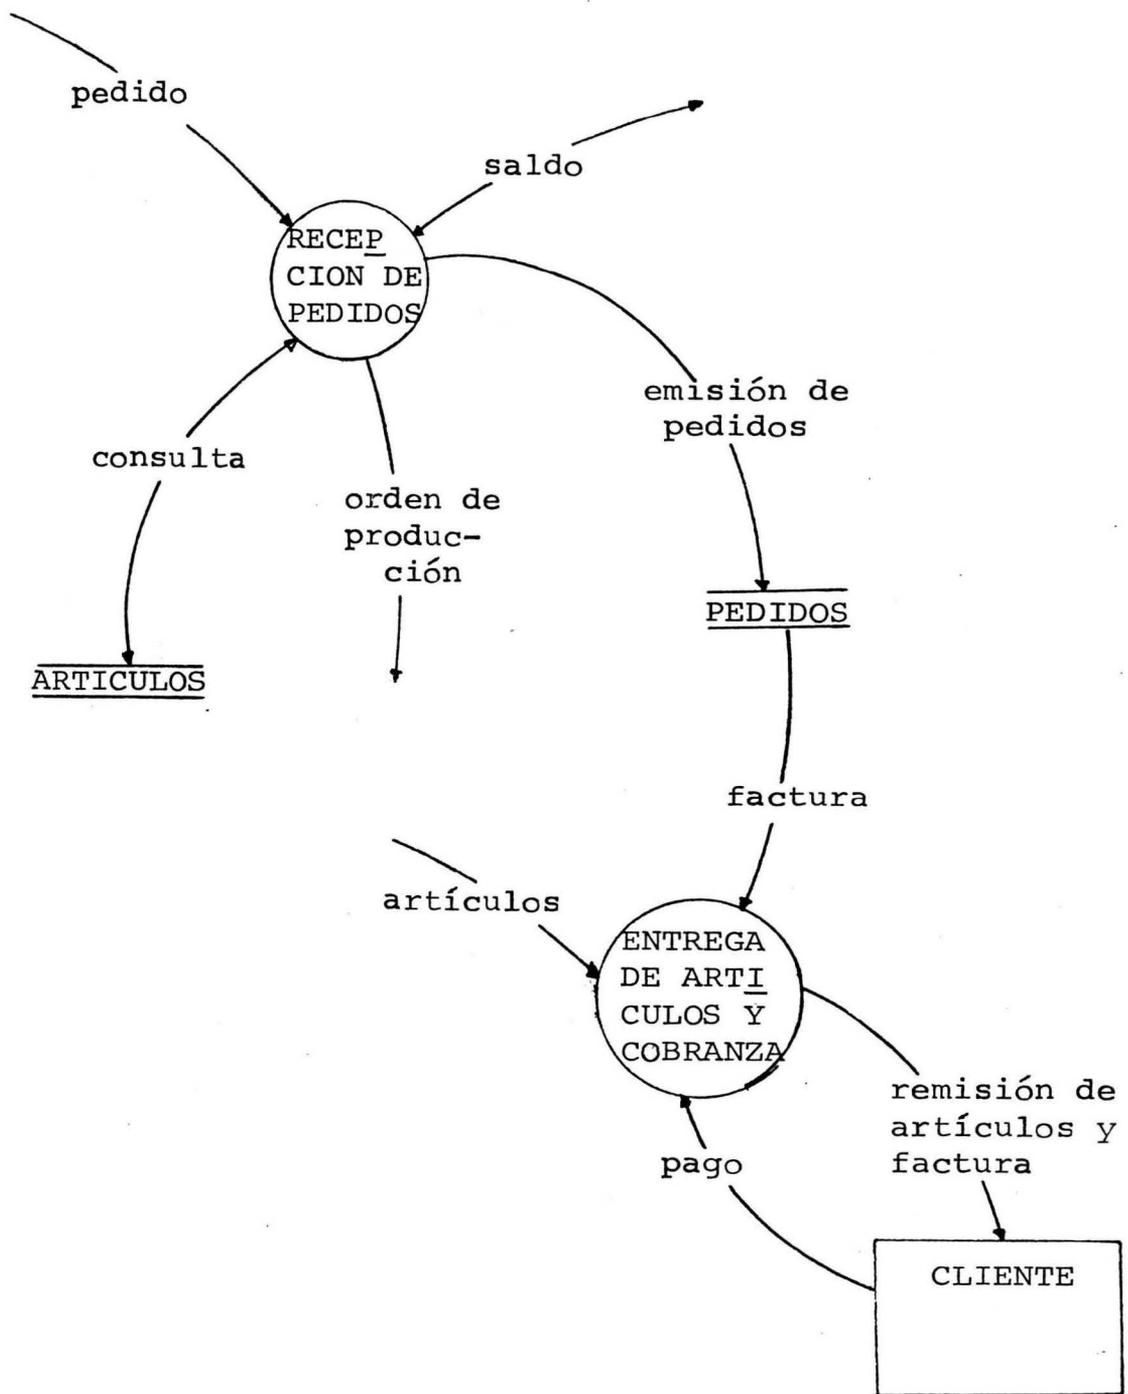 pedido
saldo
RECEP
CION DE
PEDIDOS
emisión de
pedidos
consulta
orden de
produc-
ción
PEDIDOS
ARTICULOS
factura
artículos
ENTREGA
DE ARTI
CULOS Y
COBRANZA
remisión de
artículos y
factura
pago
CLIENTE